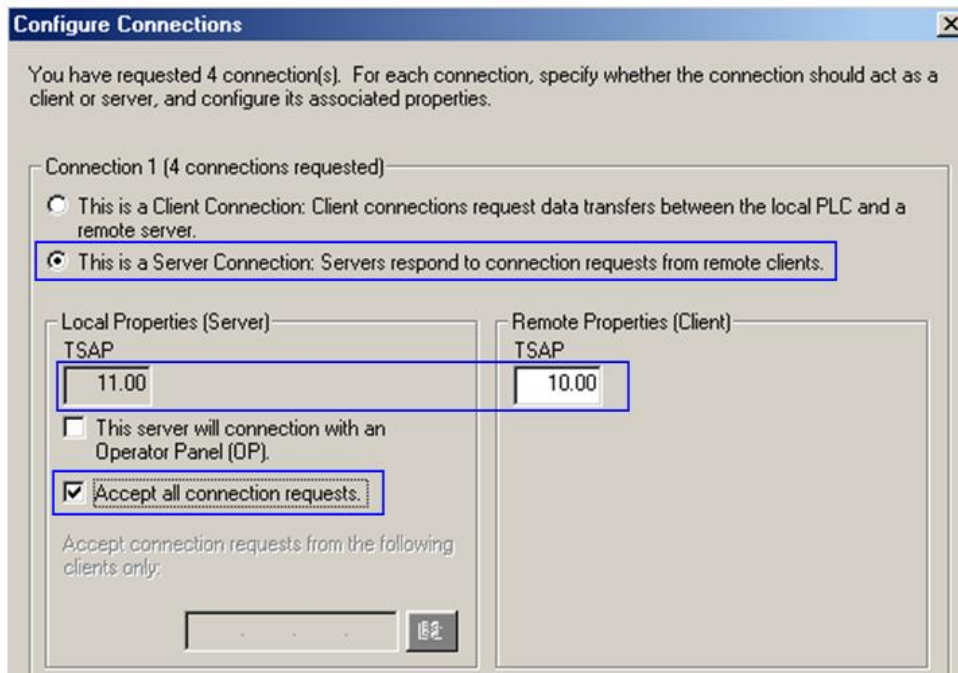 Configure Connections
You have requested 4 connection(s). For each connection, specify whether the connection should act as a
client or server, and configure its associated properties.
Connection 1 (4 connections requested)
This is a Client Connection: Client connections request data transfers between the local PLC and a
remote server.
This is a Server Connection: Servers respond to connection requests from remote clients.
Local Properties (Server)
TSAP
11.00
This server will connection with an
Operator Panel (OP).
Accept all connection requests.
Accept connection requests from the following
clients only:
Remote Properties (Client)
TSAP
10.00